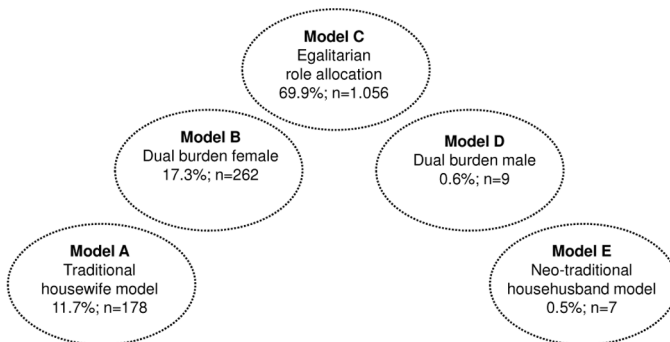 Model C
Egalitarian
role allocation
69.9%; n=1.056
Model B
Dual burden female
17.3%; n=262
Model D
Dual burden male
0.6%; n=9
Model A
Traditional
housewife model
11.7%; n=178
Model E
Neo-traditional
househusband model
0.5%; n=7